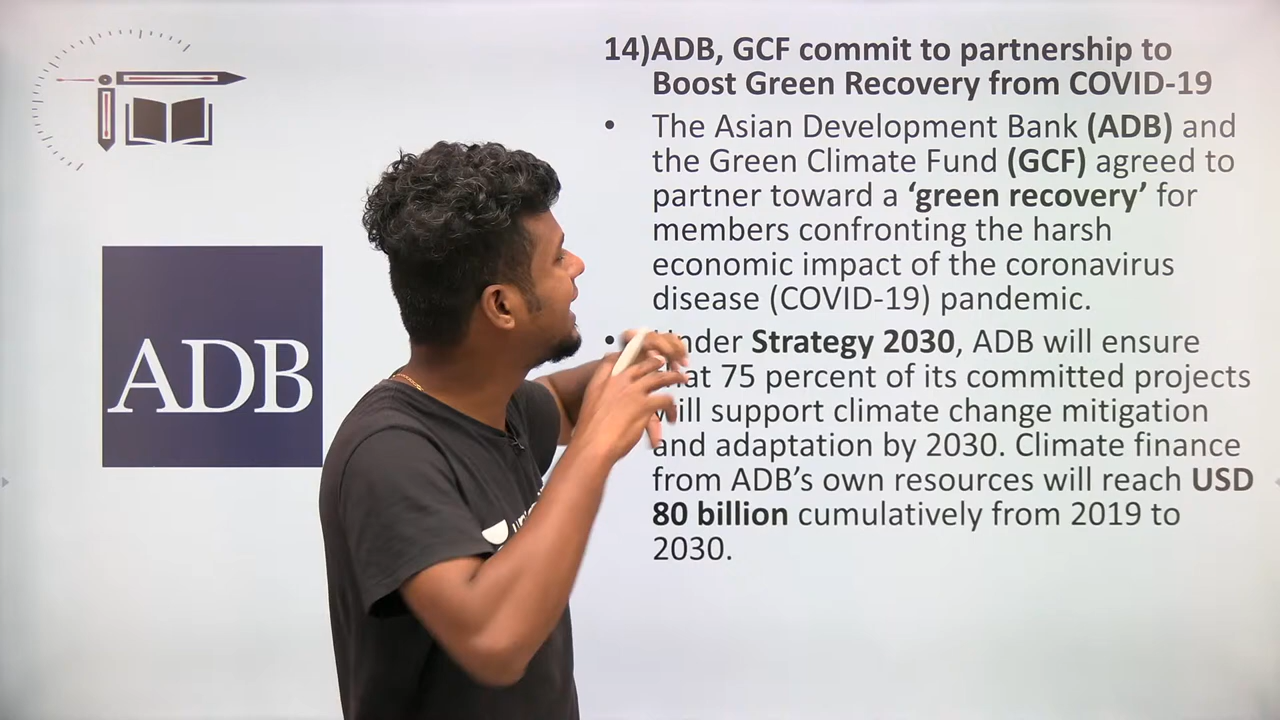 14)ADB, GCF commit to partnership to
Boost Green Recovery from COVID-19
• The Asian Development Bank (ADB) and
the Green Climate Fund (GCF) agreed to
partner toward a ‘green recovery’ for
members confronting the harsh
economic impact of the coronavirus
disease (COVID-19) pandemic.
• Under Strategy 2030, ADB will ensure
that 75 percent of its committed projects
will support climate change mitigation
and adaptation by 2030. Climate finance
from ADB’s own resources will reach USD
80 billion cumulatively from 2019 to
2030.
ADB